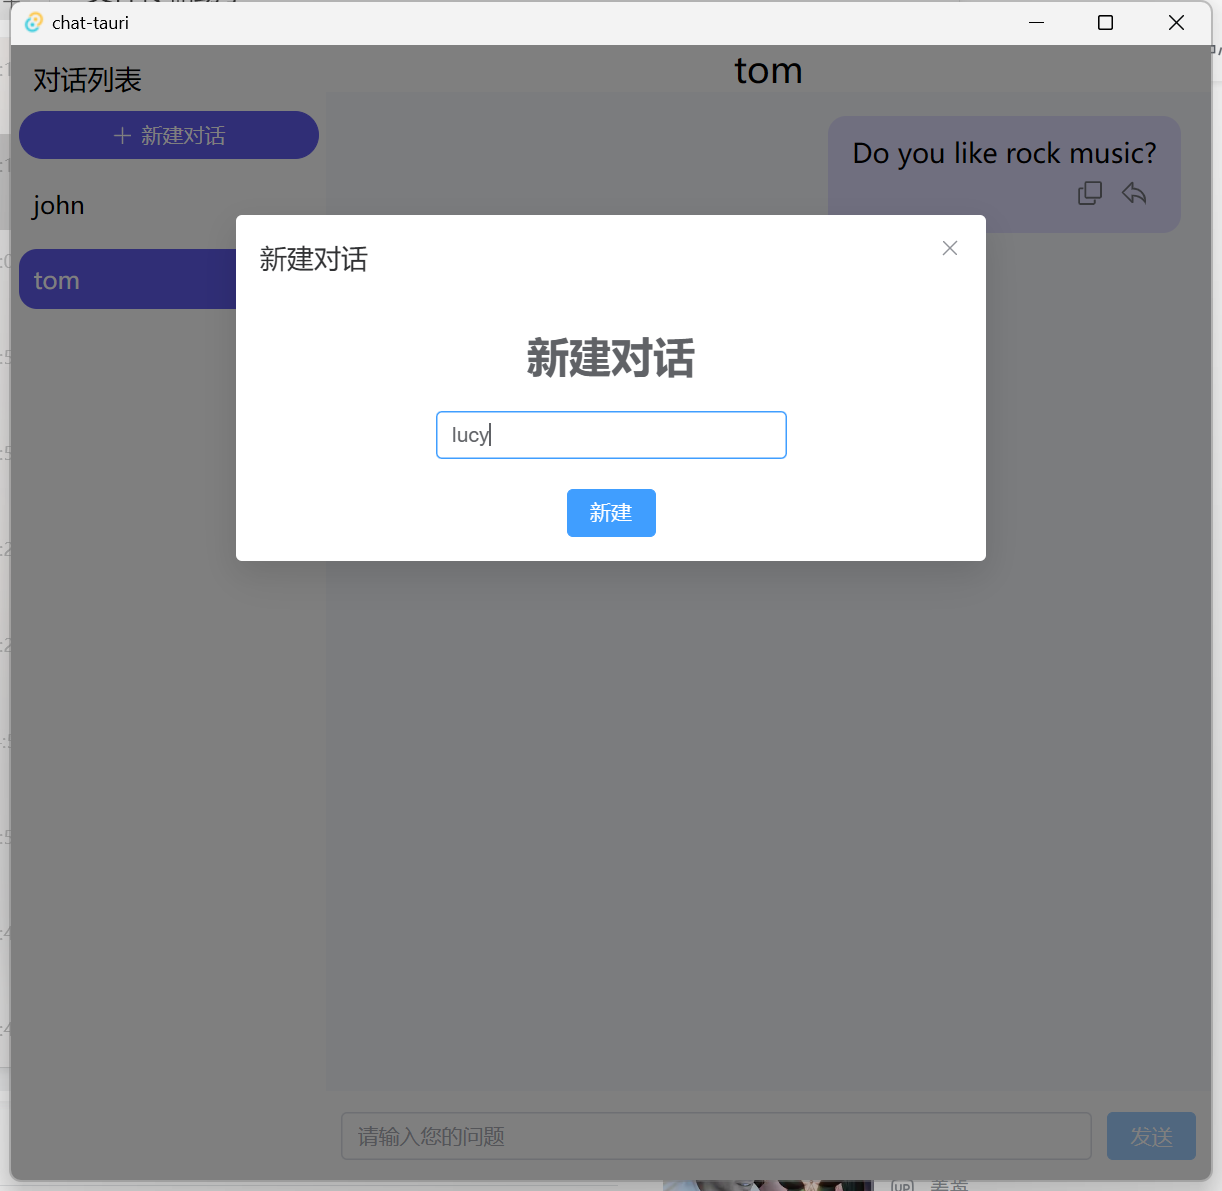 chat-tauri
对话列表
新建对话
john
tom
tom
Do you like rock music?
新建对话
新建对话
lucy
新建
请输入您的问题
发送